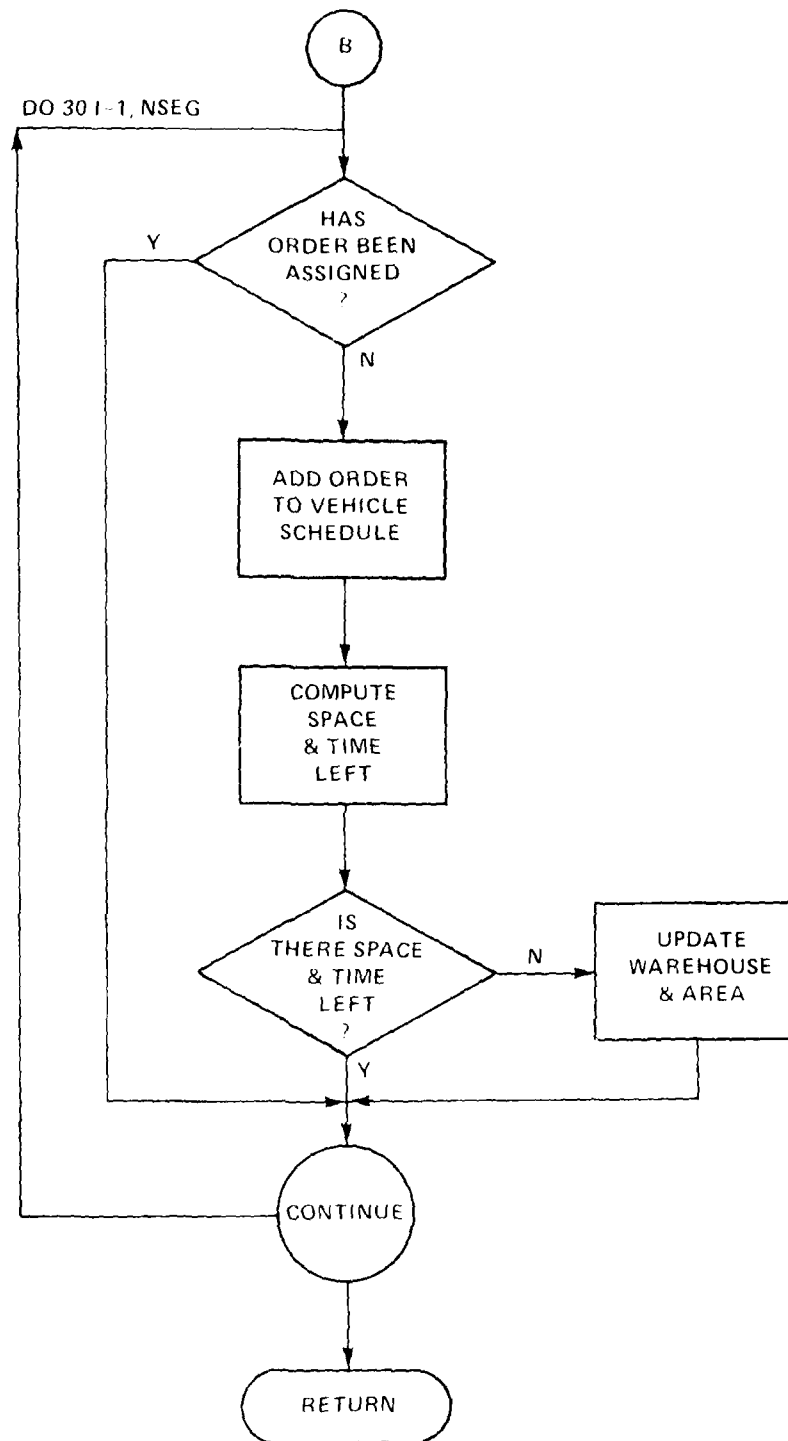 B
DO 30 I-1, NSEG
HAS
ORDER BEEN
ASSIGNED
?
Y
N
ADD ORDER
TO VEHICLE
SCHEDULE
COMPUTE
SPACE
& TIME
LEFT
IS
THERE SPACE
& TIME
LEFT
?
N
UPDATE
WAREHOUSE
& AREA
Y
CONTINUE
RETURN